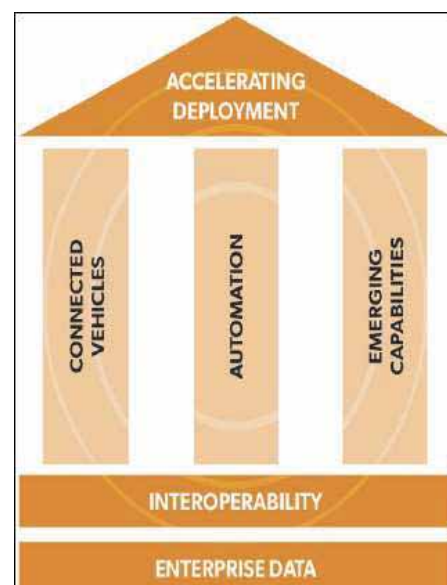 ACCELERATING
DEPLOYMENT
CONNECTED
VEHICLES
AUTOMATION
EMERGING
CAPABILITIES
INTEROPERABILITY
ENTERPRISE DATA